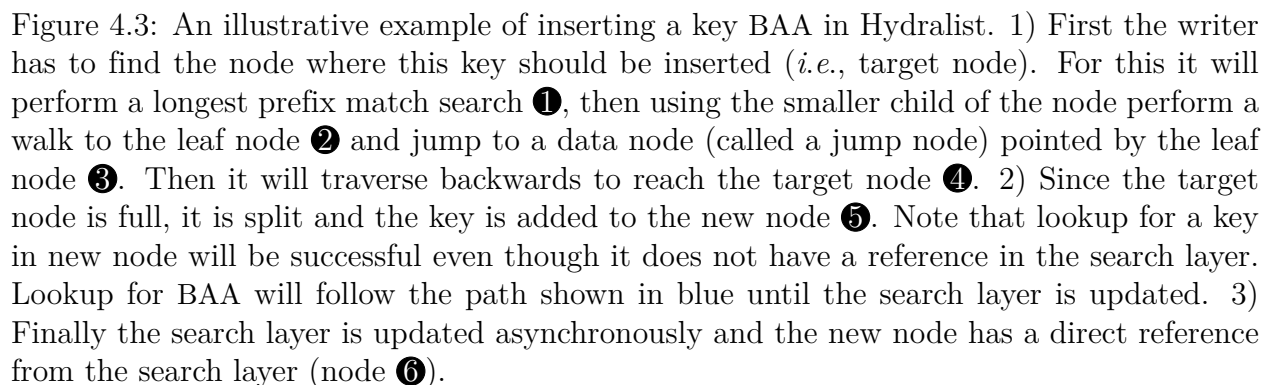 Figure 4.3: An illustrative example of inserting a key BAA in Hydralist. 1) First the writer
has to find the node where this key should be inserted (i.e., target node). For this it will
perform a longest prefix match search ❶, then using the smaller child of the node perform a
walk to the leaf node ❷ and jump to a data node (called a jump node) pointed by the leaf
node ❸. Then it will traverse backwards to reach the target node ❹. 2) Since the target
node is full, it is split and the key is added to the new node ❺. Note that lookup for a key
in new node will be successful even though it does not have a reference in the search layer.
Lookup for BAA will follow the path shown in blue until the search layer is updated. 3)
Finally the search layer is updated asynchronously and the new node has a direct reference
from the search layer (node ❻).